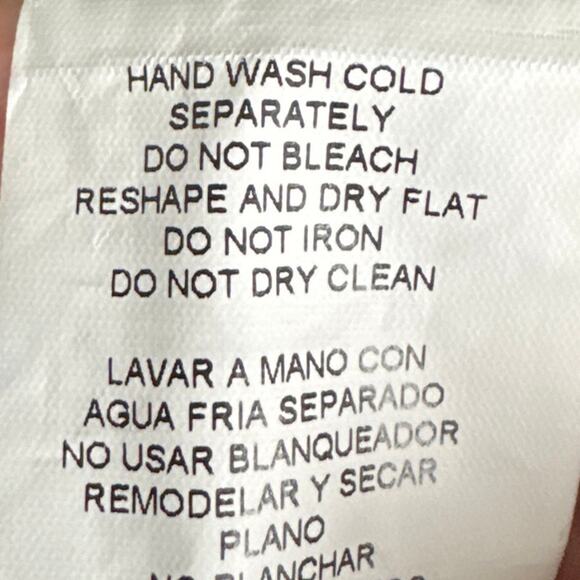 HAND WASH COLD
SEPARATELY
DO NOT BLEACH
RESHAPE AND DRY FLAT
DO NOT IRON
DO NOT DRY CLEAN
LAVAR A MANO CON
AGUA FRIA SEPARADO
NO USAR BLANQUEADOR
REMODELAR Y SECAR
PLANO
NO PLANCHAR